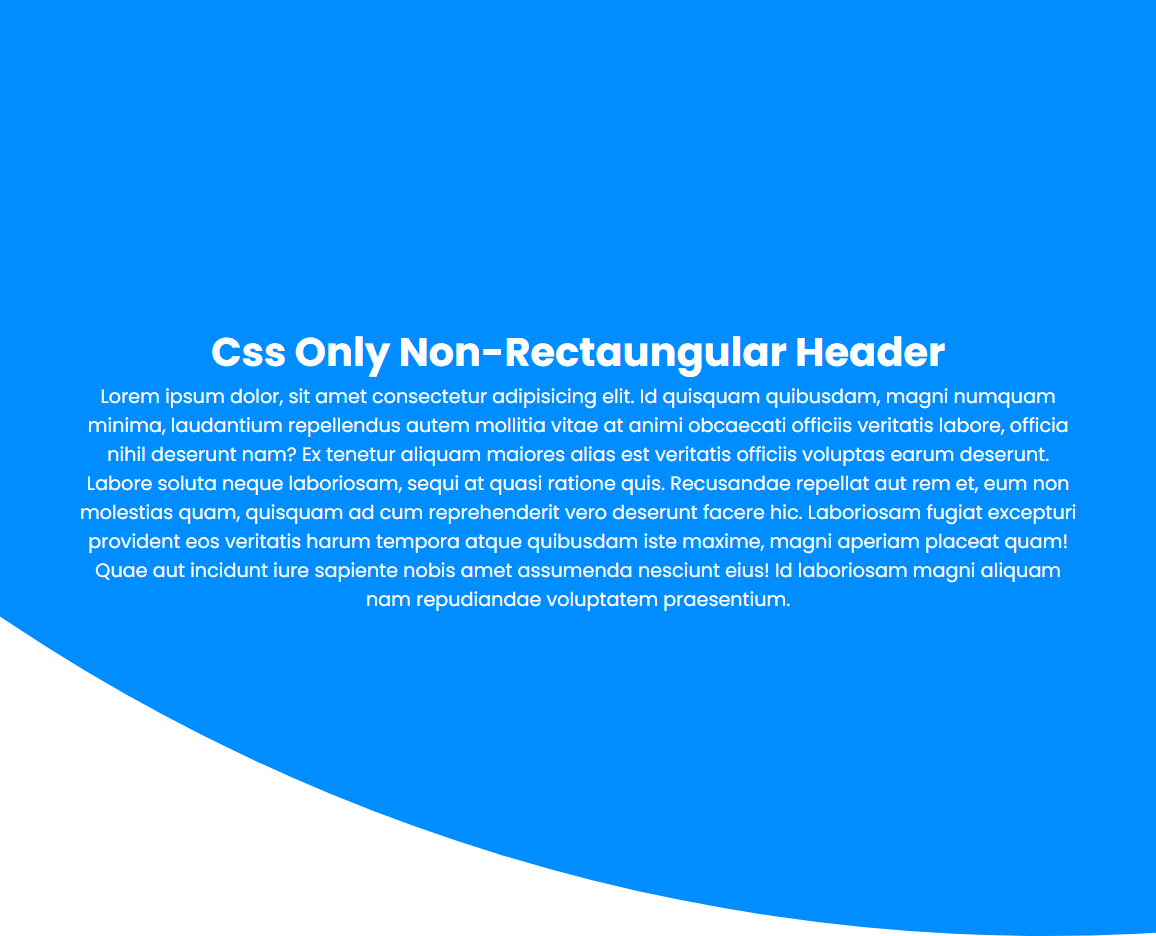 Css Only Non-Rectaungular Header
Lorem ipsum dolor, sit amet consectetur adipisicing elit. Id quisquam quibusdam, magni numquam
minima, laudantium repellendus autem mollitia vitae at animi obcaecati officiis veritatis labore, officia
nihil deserunt nam? Ex tenetur aliquam maiores alias est veritatis officiis voluptas earum deserunt.
Labore soluta neque laboriosam, sequi at quasi ratione quis. Recusandae repellat aut rem et, eum non
molestias quam, quisquam ad cum reprehenderit vero deserunt facere hic. Laboriosam fugiat excepturi
provident eos veritatis harum tempora atque quibusdam iste maxime, magni aperiam placeat quam!
Quae aut incidunt iure sapiente nobis amet assumenda nesciunt eius! Id laboriosam magni aliquam
nam repudiandae voluptatem praesentium.